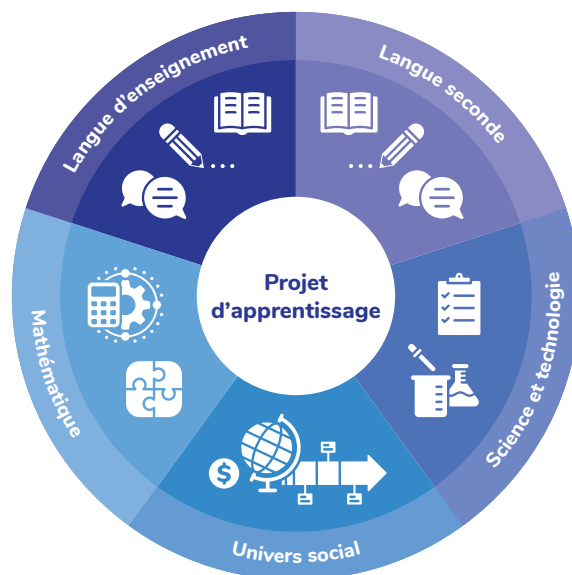 Langue d'enseignement
Langue seconde
Projet
d'apprentissage
Mathématique
Science et technologie
$
Univers social